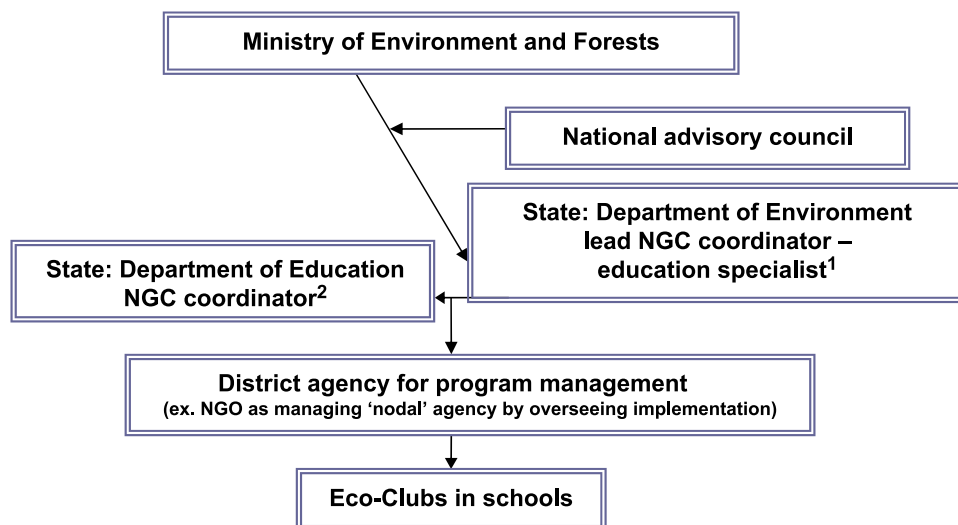 Ministry of Environment and Forests
National advisory council
State: Department of Environment
lead NGC coordinator –
education specialist¹
State: Department of Education
NGC coordinator²
District agency for program management
(ex. NGO as managing ‘nodal’ agency by overseeing implementation)
Eco-Clubs in schools